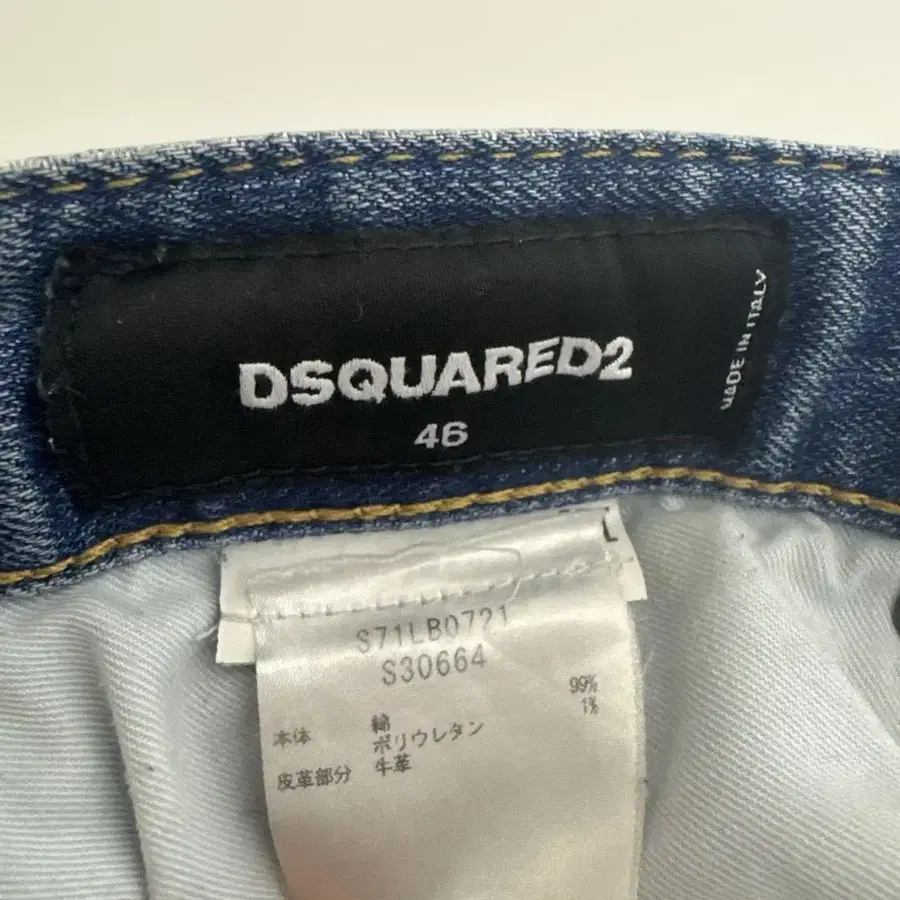 DSQUARED2
46
MADE IN ITALY
L
S71LB0721
S30664
本体 綿 99%
ポリウレタン 1%
皮革部分 牛革